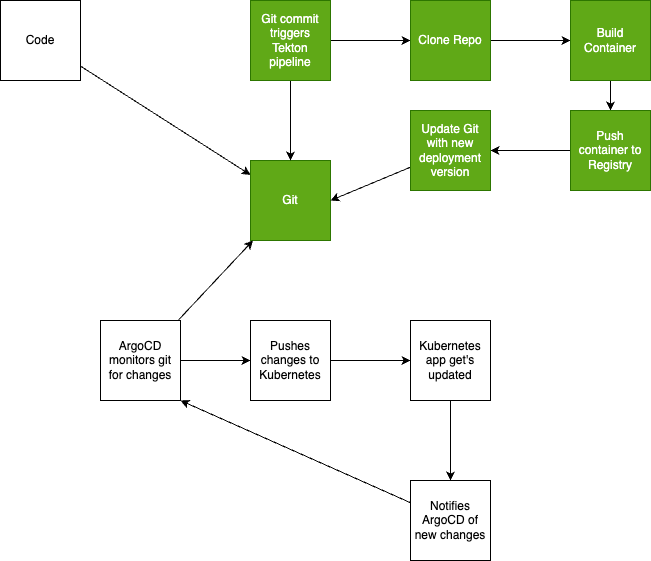 Code
Git commit
triggers
Tekton
pipeline
Clone Repo
Build
Container
Update Git
with new
deployment
version
Push
container to
Registry
Git
ArgoCD
monitors git
for changes
Pushes
changes to
Kubernetes
Kubernetes
app get's
updated
Notifies
ArgoCD of
new changes